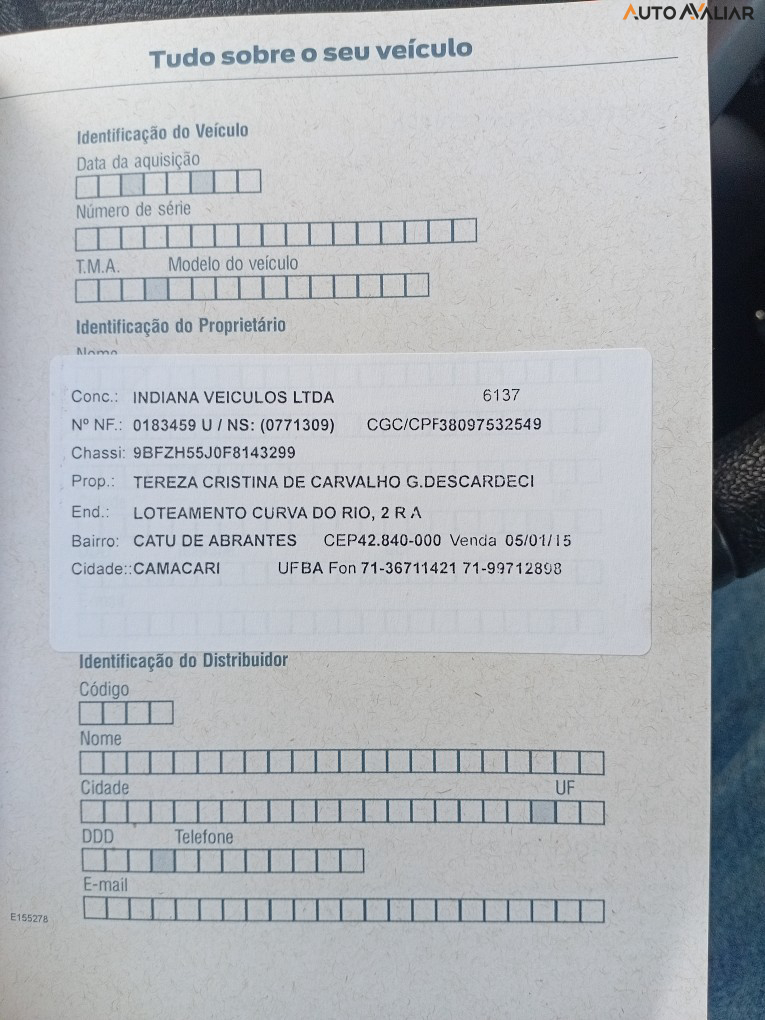 AUTO AVALIAR
Tudo sobre o seu veículo
Identificação do Veículo
Data da aquisição
Número de série
T.M.A. Modelo do veículo
Identificação do Proprietário
Nome
Conc.: INDIANA VEICULOS LTDA 6137
Nº NF.: 0183459 U / NS: (0771309) CGC/CPF38097532549
Chassi: 9BFZH55J0F8143299
Prop.: TEREZA CRISTINA DE CARVALHO G.DESCARDECI
End.: LOTEAMENTO CURVA DO RIO, 2 R A
Bairro: CATU DE ABRANTES CEP42.840-000 Venda 05/01/15
Cidade:: CAMACARI UFBA Fon 71-36711421 71-99712898
Identificação do Distribuidor
Código
Nome
Cidade UF
DDD Telefone
E-mail
E155278